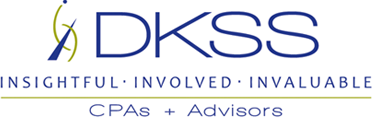 DKSS
INSIGHTFUL · INVOLVED · INVALUABLE
CPAs + Advisors